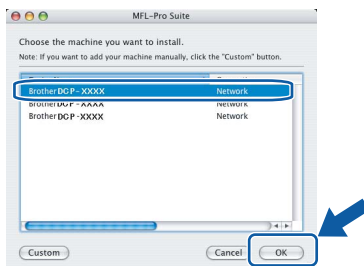 MFL-Pro Suite
Choose the machine you want to install.
Note: If you want to add your machine manually, click the "Custom" button.
Brother DCP-XXXX Network
Brother DCP-XXXX Network
Brother DCP-XXXX Network
Custom Cancel OK